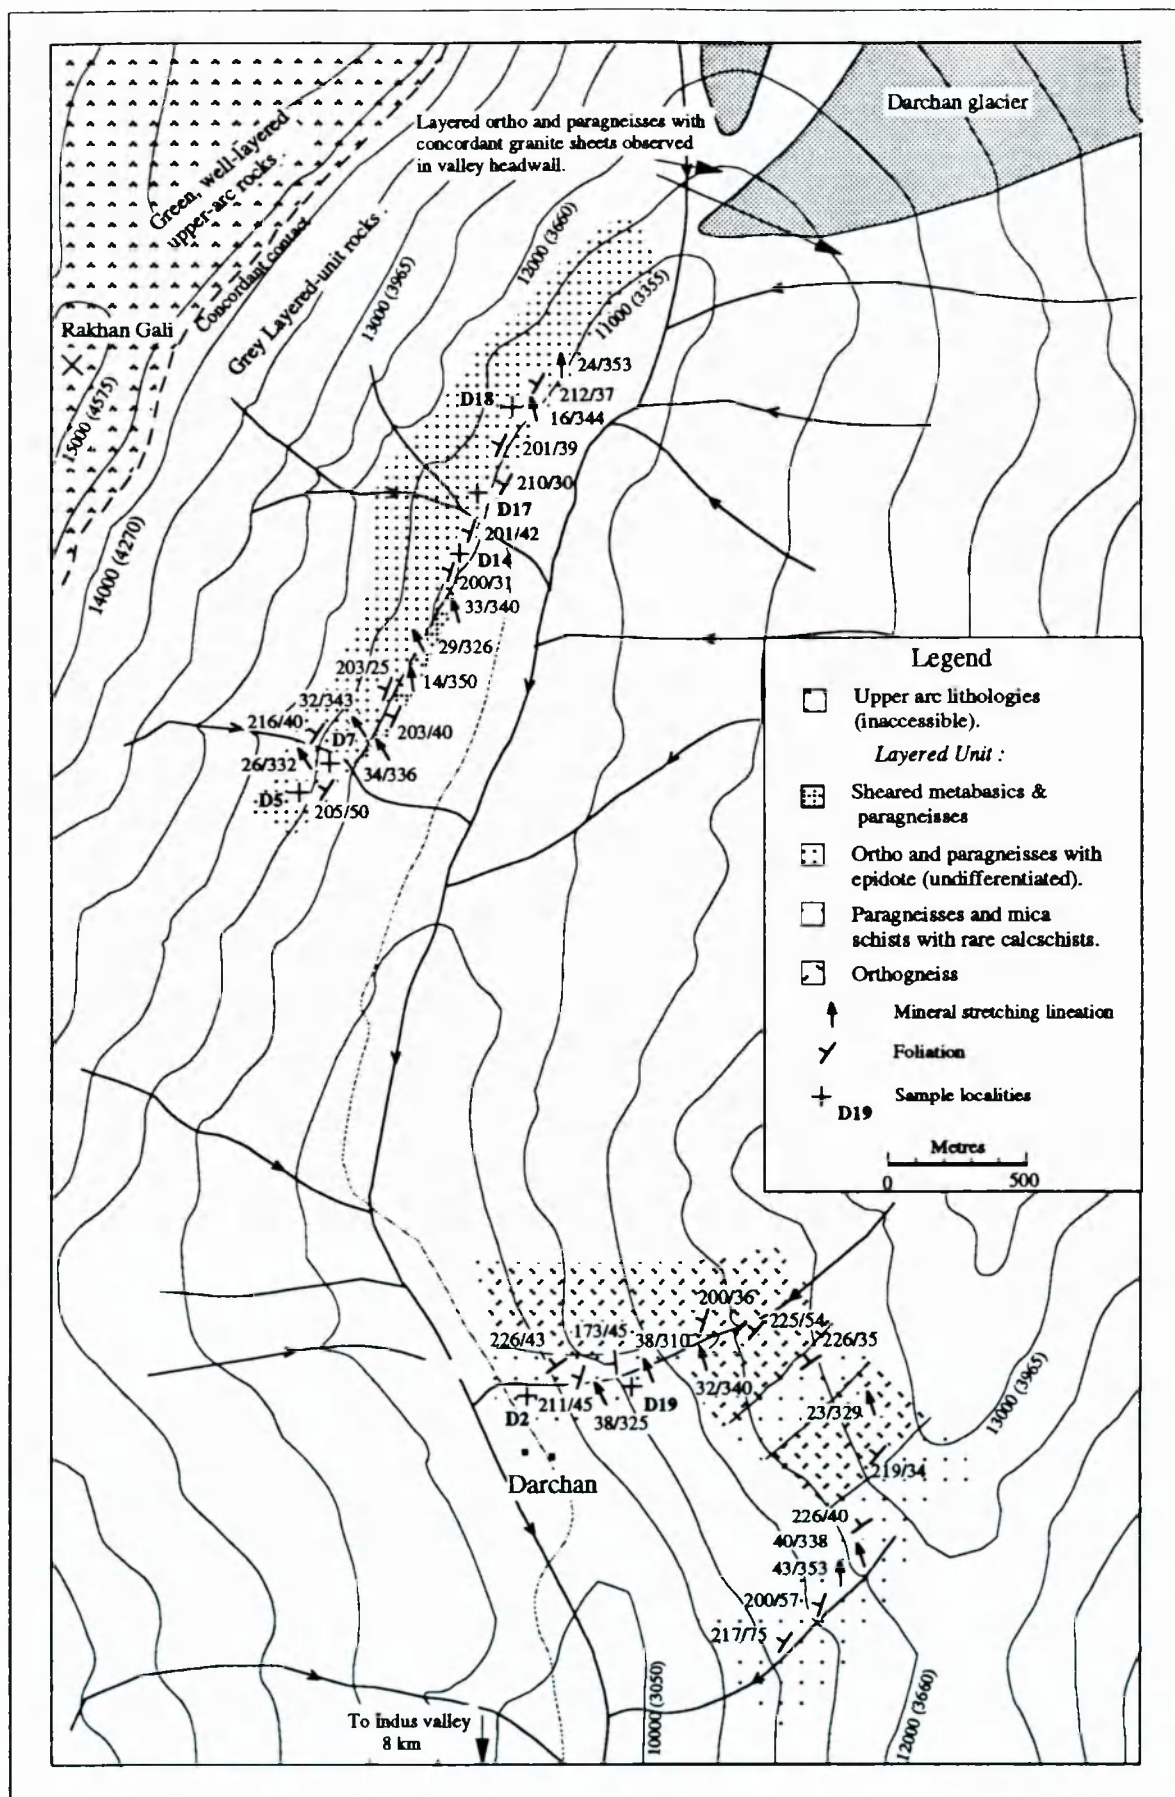 Darchan glacier
Layered ortho and paragneisses with
concordant granite sheets observed
in valley headwall.
Green, well-layered
upper-arc rocks.
Concordant contact
Grey Layered-unit rocks.
13000 (3965)
12000 (3660)
11000 (3355)
Rakhan Gali
15000 (4575)
14000 (4270)
24/353
212/37
D18
16/344
201/39
210/30
D17
201/42
D14
200/31
33/340
29/326
203/25
14/350
32/343
216/40
D7
203/40
26/332
34/336
D5
205/50
Legend
Upper arc lithologies
(inaccessible).
Layered Unit :
Sheared metabasics &
paragneisses
Ortho and paragneisses with
epidote (undifferentiated).
Paragneisses and mica
schists with rare calcschists.
Orthogneiss
Mineral stretching lineation
Foliation
Sample localities
D19
Metres
0 500
200/36
225/54
226/43
173/45
38/310
226/35
32/340
D2
211/45
D19
38/325
23/329
13000 (3965)
219/34
Darchan
226/40
40/338
43/353
200/57
217/75
10000 (3050)
12000 (3660)
To indus valley
8 km